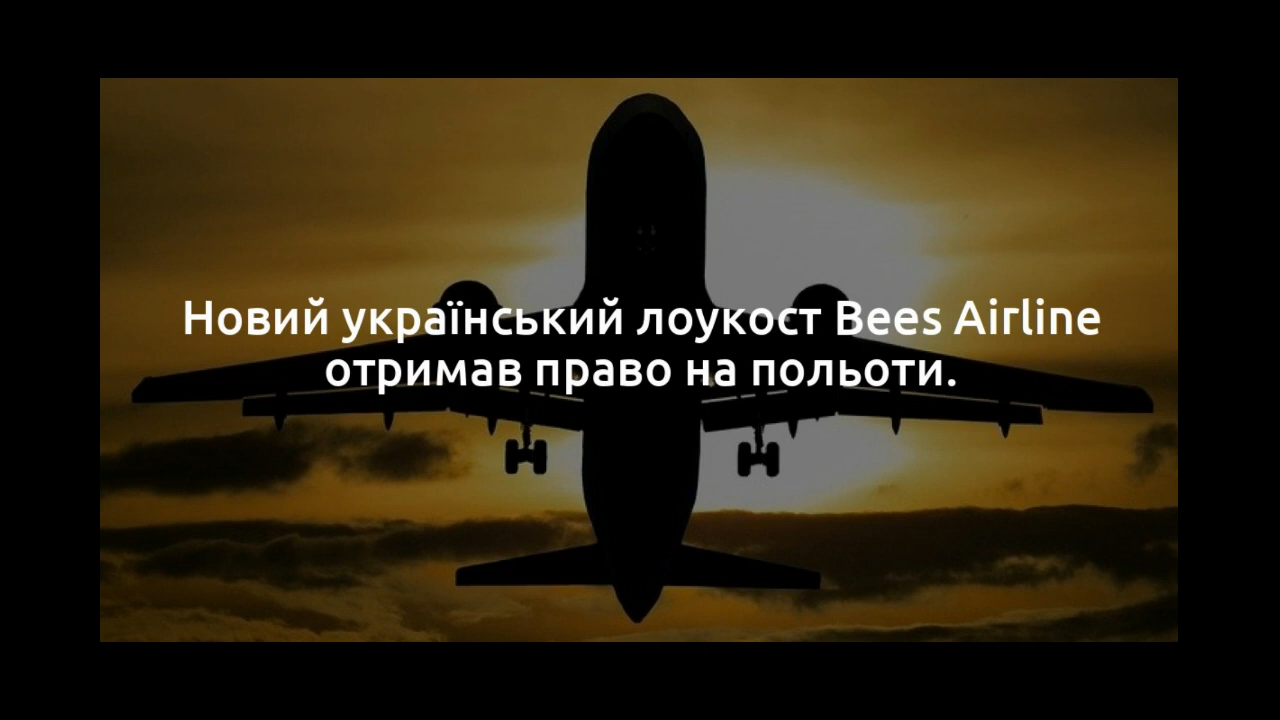 Новий український лоукост Bees Airline
отримав право на польоти.